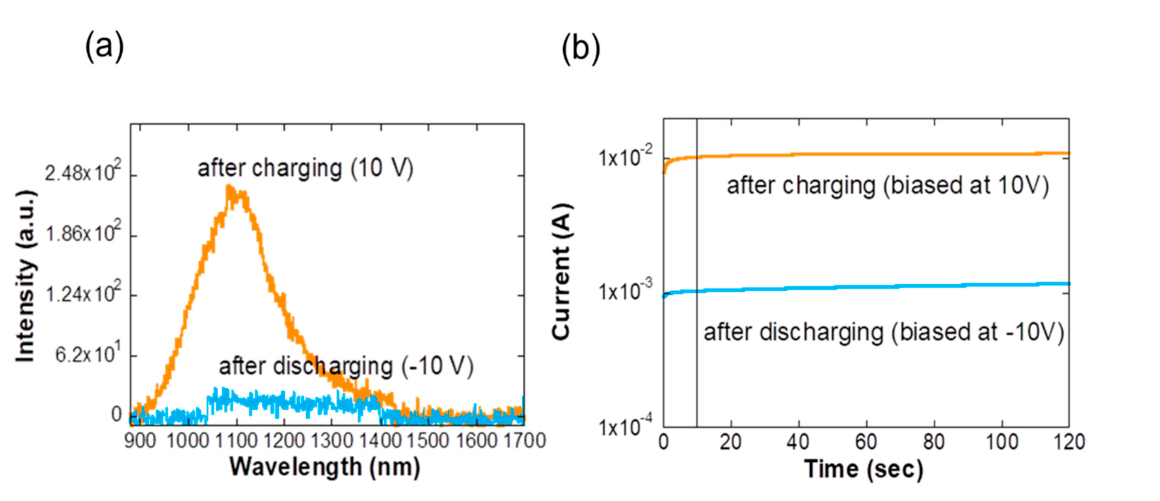 (a)
after charging (10 V)
after discharging (-10 V)
Intensity (a.u.)
2.48x10²
1.86x10²
1.24x10²
6.2x10¹
0
900 1000 1100 1200 1300 1400 1500 1600 1700
Wavelength (nm)
(b)
after charging (biased at 10V)
after discharging (biased at -10V)
Current (A)
1x10⁻²
1x10⁻³
1x10⁻⁴
0 20 40 60 80 100 120
Time (sec)